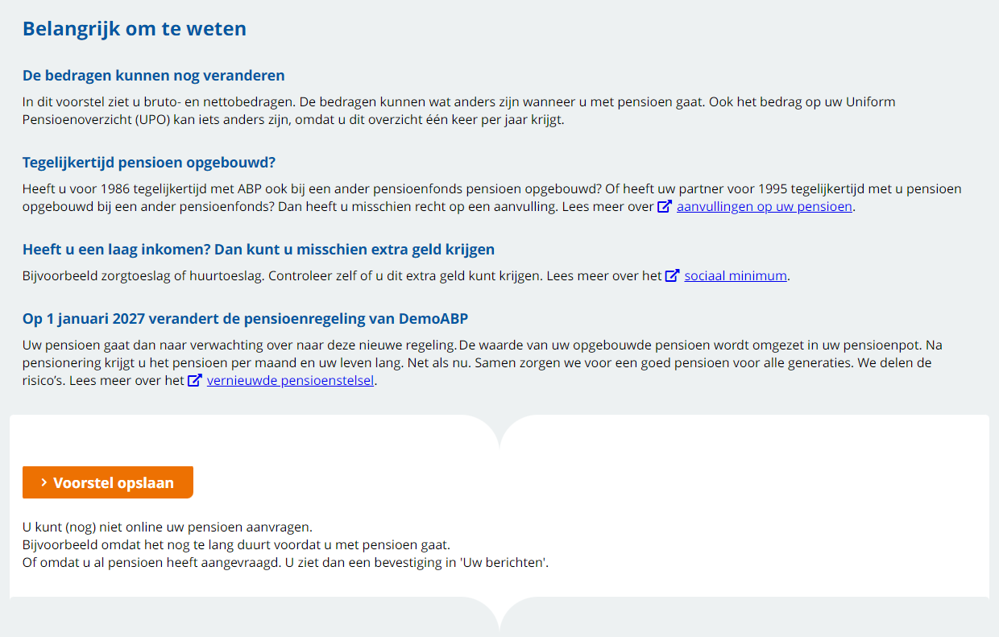 Belangrijk om te weten
De bedragen kunnen nog veranderen
In dit voorstel ziet u bruto- en nettobedragen. De bedragen kunnen wat anders zijn wanneer u met pensioen gaat. Ook het bedrag op uw Uniform
Pensioenoverzicht (UPO) kan iets anders zijn, omdat u dit overzicht één keer per jaar krijgt.
Tegelijkertijd pensioen opgebouwd?
Heeft u voor 1986 tegelijkertijd met ABP ook bij een ander pensioenfonds pensioen opgebouwd? Of heeft uw partner voor 1995 tegelijkertijd met u pensioen
opgebouwd bij een ander pensioenfonds? Dan heeft u misschien recht op een aanvulling. Lees meer over aanvullingen op uw pensioen.
Heeft u een laag inkomen? Dan kunt u misschien extra geld krijgen
Bijvoorbeeld zorgtoeslag of huurtoeslag. Controleer zelf of u dit extra geld kunt krijgen. Lees meer over het sociaal minimum.
Op 1 januari 2027 verandert de pensioenregeling van DemoABP
Uw pensioen gaat dan naar verwachting over naar deze nieuwe regeling. De waarde van uw opgebouwde pensioen wordt omgezet in uw pensioenpot. Na
pensionering krijgt u het pensioen per maand en uw leven lang. Net als nu. Samen zorgen we voor een goed pensioen voor alle generaties. We delen de
risico's. Lees meer over het vernieuwde pensioenstelsel.
Voorstel opslaan
U kunt (nog) niet online uw pensioen aanvragen.
Bijvoorbeeld omdat het nog te lang duurt voordat u met pensioen gaat.
Of omdat u al pensioen heeft aangevraagd. U ziet dan een bevestiging in 'Uw berichten'.